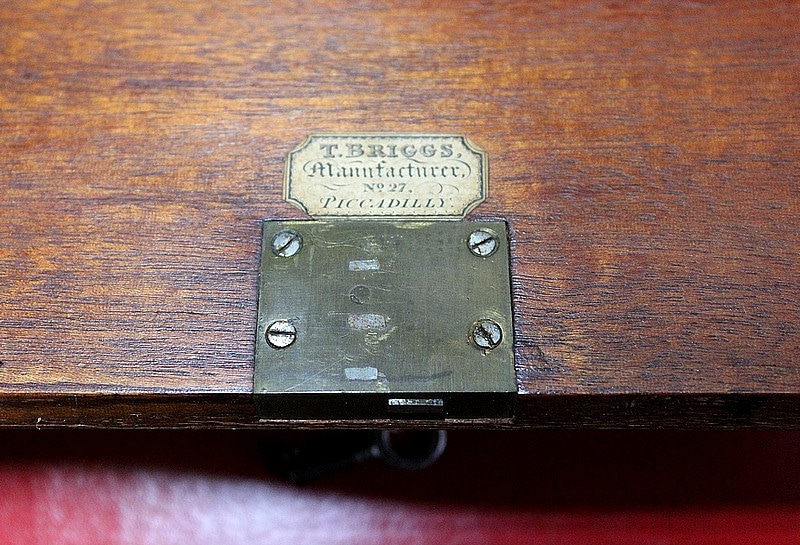 T. BRIGGS,
Manufacturer,
No 27,
PICCADILLY.